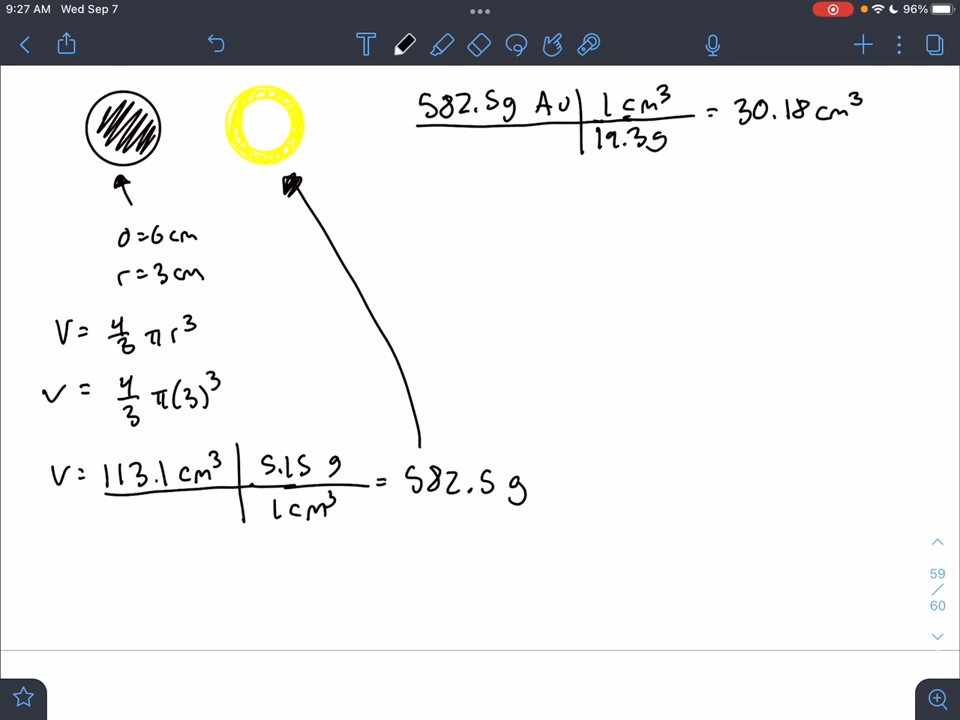 9:27 AM Wed Sep 7
96%
T
582.5g Au | 1 cm³ = 30.18 cm³
19.3g
D = 6 cm
r = 3 cm
V = 4/3 π r³
V = 4/3 π(3)³
V = 113.1 cm³ | 5.15 g = 582.5 g
1 cm³
59
/
60